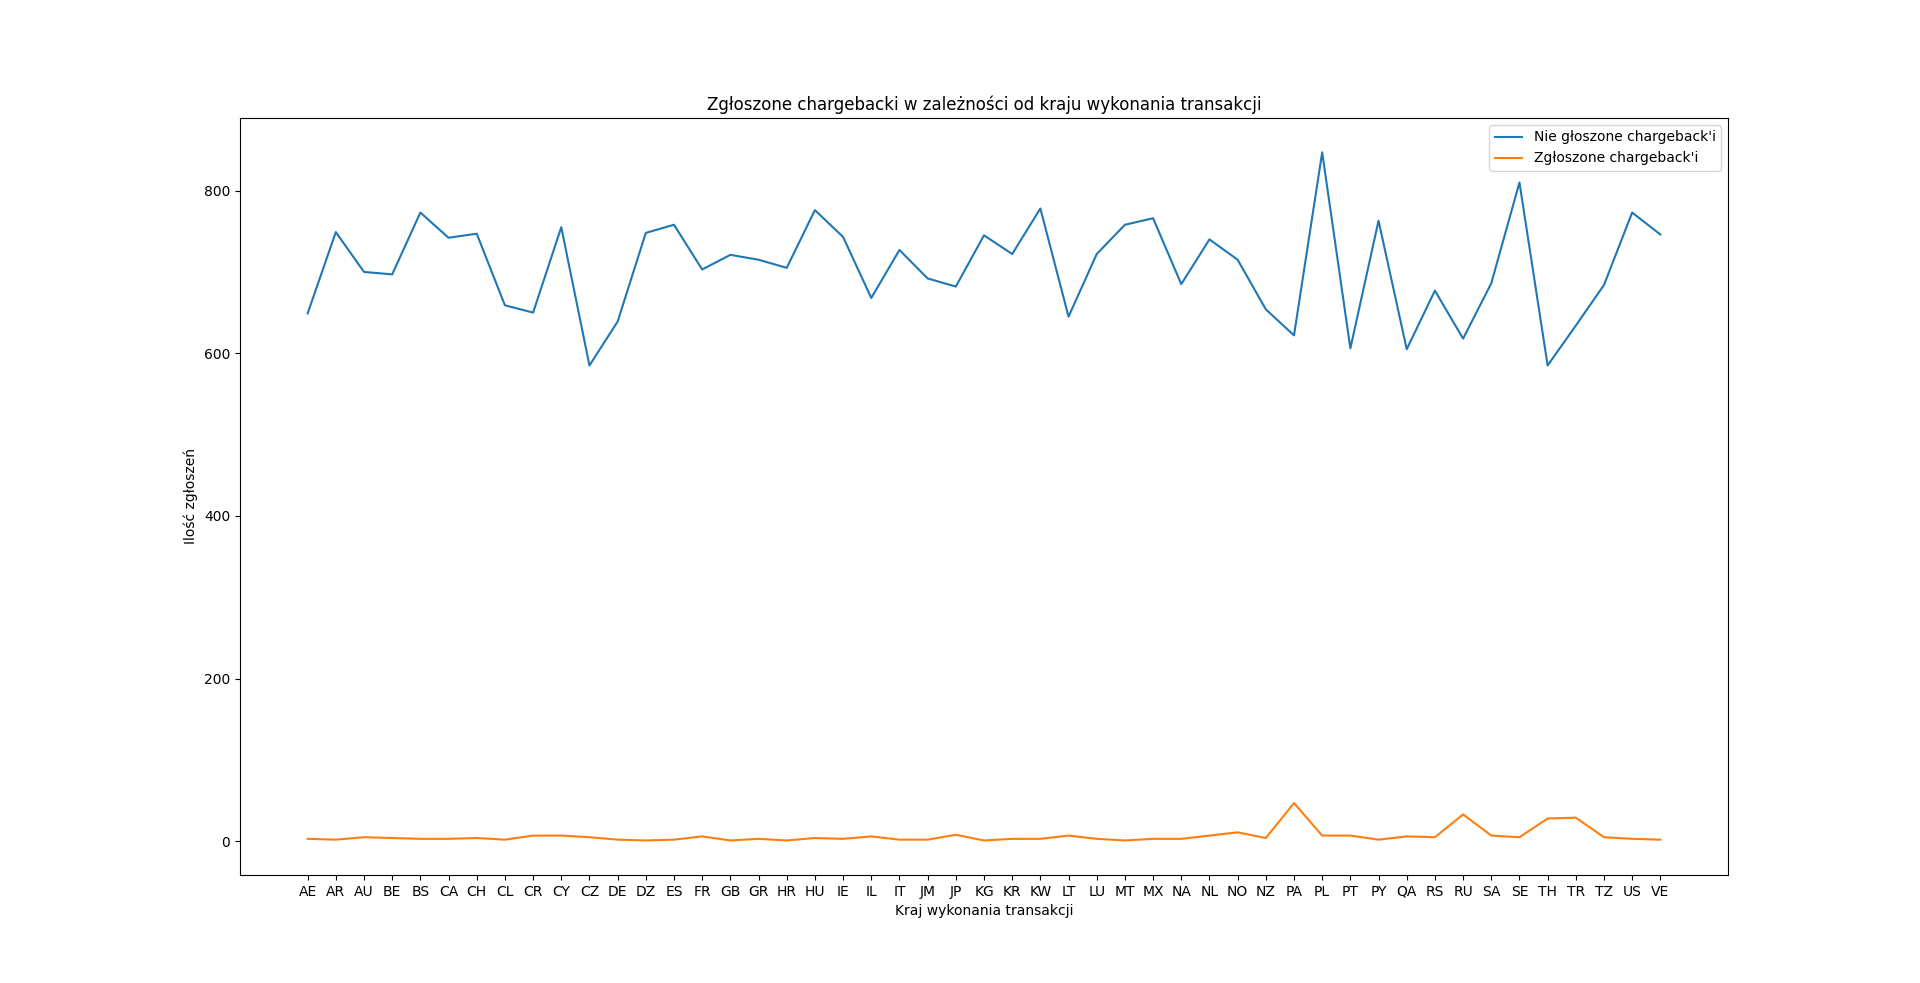 Zgłoszone chargebacki w zależności od kraju wykonania transakcji
Nie głoszone chargeback'i
Zgłoszone chargeback'i
800
600
400
200
0
Ilość zgłoszeń
AE AR AU BE BS CA CH CL CR CY CZ DE DZ ES FR GB GR HR HU IE IL IT JM JP KG KR KW LT LU MT MX NA NL NO NZ PA PL PT PY QA RS RU SA SE TH TR TZ US VE
Kraj wykonania transakcji